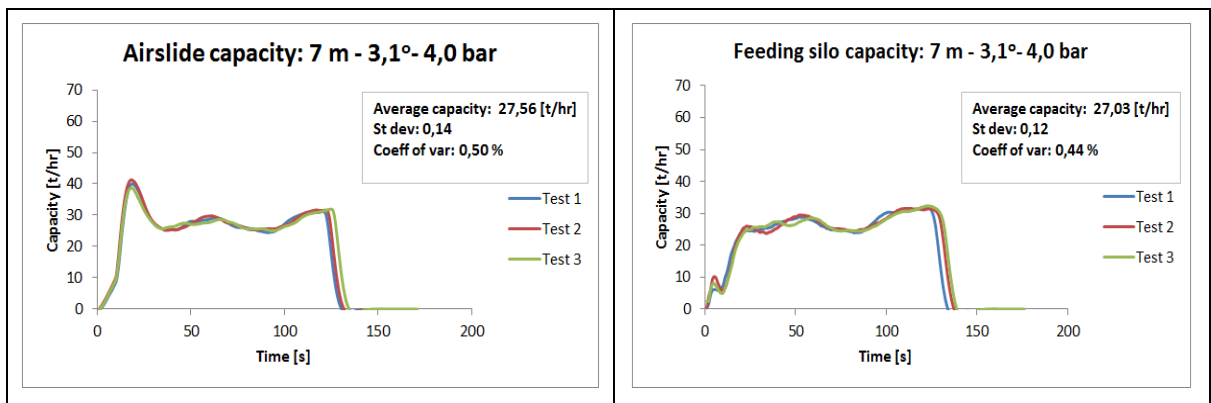 Airslide capacity: 7 m - 3,1°- 4,0 bar
Average capacity: 27,56 [t/hr]
St dev: 0,14
Coeff of var: 0,50 %
Capacity [t/hr]
70
60
50
40
30
20
10
0
0 50 100 150 200
Time [s]
Test 1
Test 2
Test 3
Feeding silo capacity: 7 m - 3,1°- 4,0 bar
Average capacity: 27,03 [t/hr]
St dev: 0,12
Coeff of var: 0,44 %
Capacity [t/hr]
70
60
50
40
30
20
10
0
0 50 100 150 200
Time [s]
Test 1
Test 2
Test 3